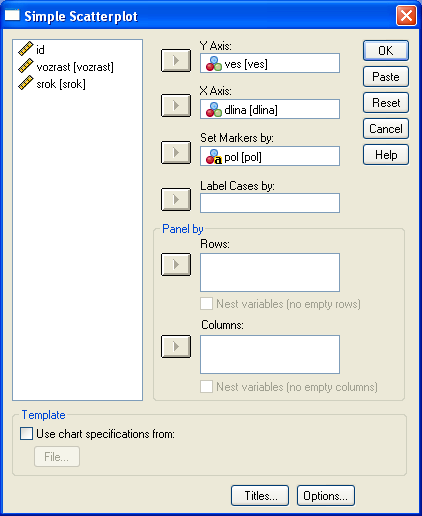 Simple Scatterplot
id
vozrast [vozrast]
srok [srok]
Y Axis:
ves [ves]
X Axis:
dlina [dlina]
Set Markers by:
a pol [pol]
Label Cases by:
OK
Paste
Reset
Cancel
Help
Panel by
Rows:
Nest variables (no empty rows)
Columns:
Nest variables (no empty columns)
Template
Use chart specifications from:
File...
Titles...
Options...